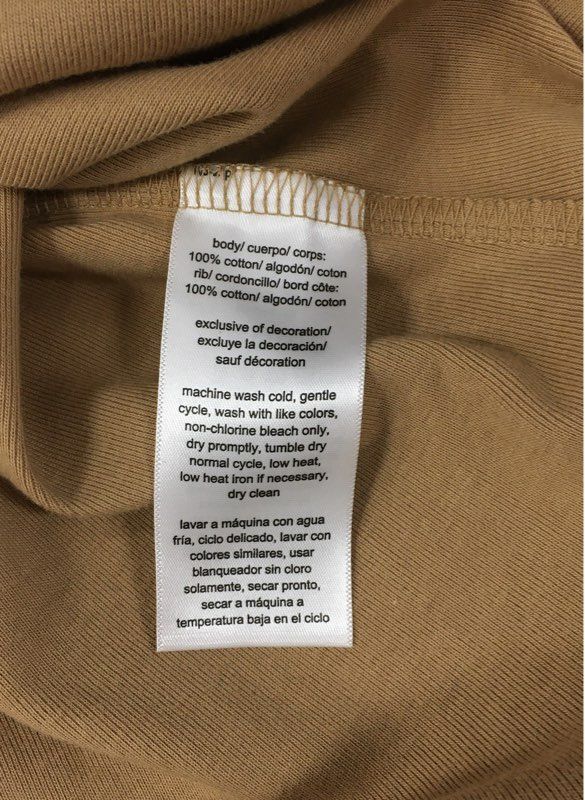 body/ cuerpo/ corps:
100% cotton/ algodón/ coton
rib/ cordoncillo/ bord côte:
100% cotton/ algodón/ coton
exclusive of decoration/
excluye la decoración/
sauf décoration
machine wash cold, gentle
cycle, wash with like colors,
non-chlorine bleach only,
dry promptly, tumble dry
normal cycle, low heat,
low heat iron if necessary,
dry clean
lavar a máquina con agua
fría, ciclo delicado, lavar con
colores similares, usar
blanqueador sin cloro
solamente, secar pronto,
secar a máquina a
temperatura baja en el ciclo